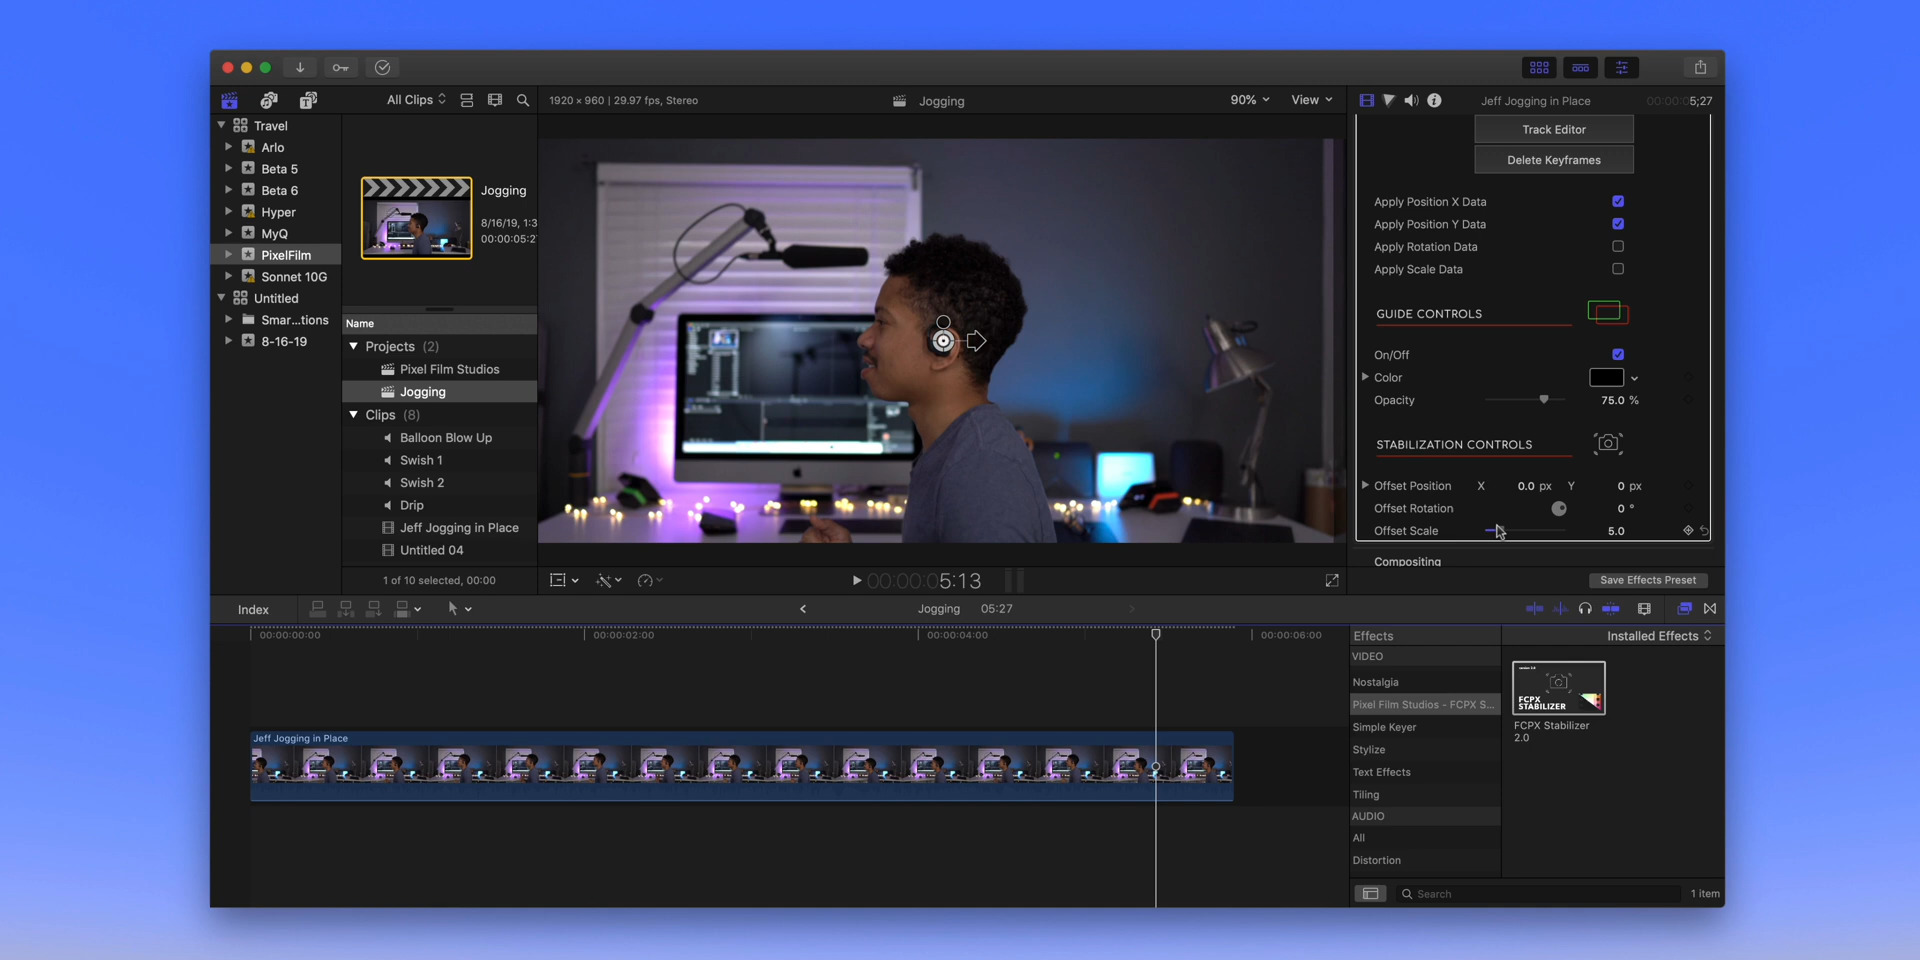 All Clips
1920 × 960 | 29.97 fps, Stereo
Jogging
90%
View
Jeff Jogging in Place
00:00:05;27
Travel
Arlo
Beta 5
Beta 6
Hyper
MyQ
PixelFilm
Sonnet 10G
Untitled
Smar...tions
8-16-19
Jogging
8/16/19, 1:3
00:00:05:2
Name
Projects (2)
Pixel Film Studios
Jogging
Clips (8)
Balloon Blow Up
Swish 1
Swish 2
Drip
Jeff Jogging in Place
Untitled 04
1 of 10 selected, 00:00
00:00:05:13
Track Editor
Delete Keyframes
Apply Position X Data
Apply Position Y Data
Apply Rotation Data
Apply Scale Data
GUIDE CONTROLS
On/Off
Color
Opacity 75.0 %
STABILIZATION CONTROLS
Offset Position X 0.0 px Y 0 px
Offset Rotation 0 °
Offset Scale 5.0
Compositing
Save Effects Preset
Index
Jogging 05:27
00:00:00:00
00:00:02:00
00:00:04:00
00:00:06:00
Jeff Jogging in Place
Effects
Installed Effects
VIDEO
Nostalgia
Pixel Film Studios - FCPX S...
Simple Keyer
Stylize
Text Effects
Tiling
AUDIO
All
Distortion
FCPX
STABILIZER
FCPX Stabilizer
2.0
Search
1 item